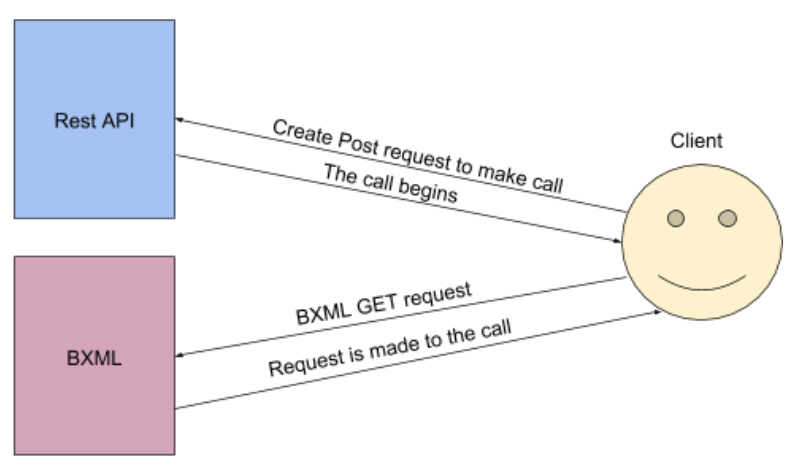 Rest API
Create Post request to make call
The call begins
Client
BXML GET request
Request is made to the call
BXML